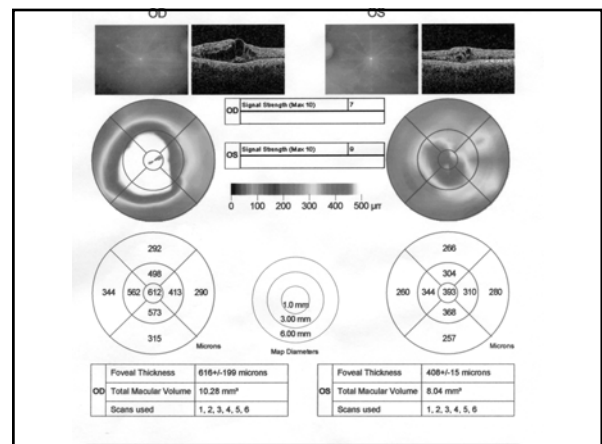 OD OS
OD Signal Strength (Max 10) 7
OS Signal Strength (Max 10) 9
0 100 200 300 400 500 µm
292
498
344 562 612 413 290
573
315
Microns
1.0 mm
3.00 mm
6.00 mm
Map Diameters
266
304
260 344 393 310 280
368
257
Microns
OD
Foveal Thickness 616+/-199 microns
Total Macular Volume 10.28 mm³
Scans used 1, 2, 3, 4, 5, 6
OS
Foveal Thickness 408+/-15 microns
Total Macular Volume 8.04 mm³
Scans used 1, 2, 3, 4, 5, 6